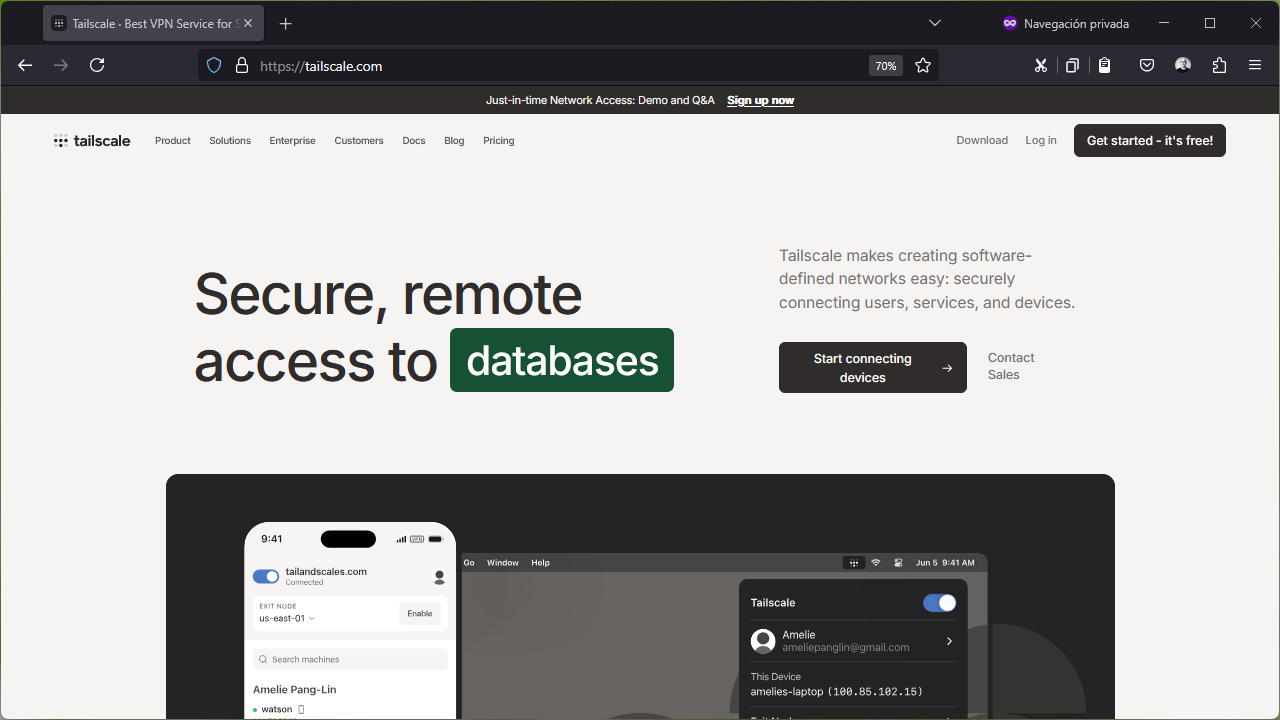 Tailscale · Best VPN Service for S
Navegación privada
https://tailscale.com
70%
Just-in-time Network Access: Demo and Q&A Sign up now
tailscale Product Solutions Enterprise Customers Docs Blog Pricing Download Log in Get started - it's free!
Secure, remote
access to databases
Tailscale makes creating software-
defined networks easy: securely
connecting users, services, and devices.
Start connecting
devices →
Contact
Sales
9:41 VPN
tailandscales.com
Connected
EXIT NODE
us-east-01
Enable
Search machines
Amelie Pang-Lin
watson
Go Window Help Jun 5 9:41 AM
Tailscale
Amelie
ameliepanglin@gmail.com
This Device
amelies-laptop (100.85.102.15)